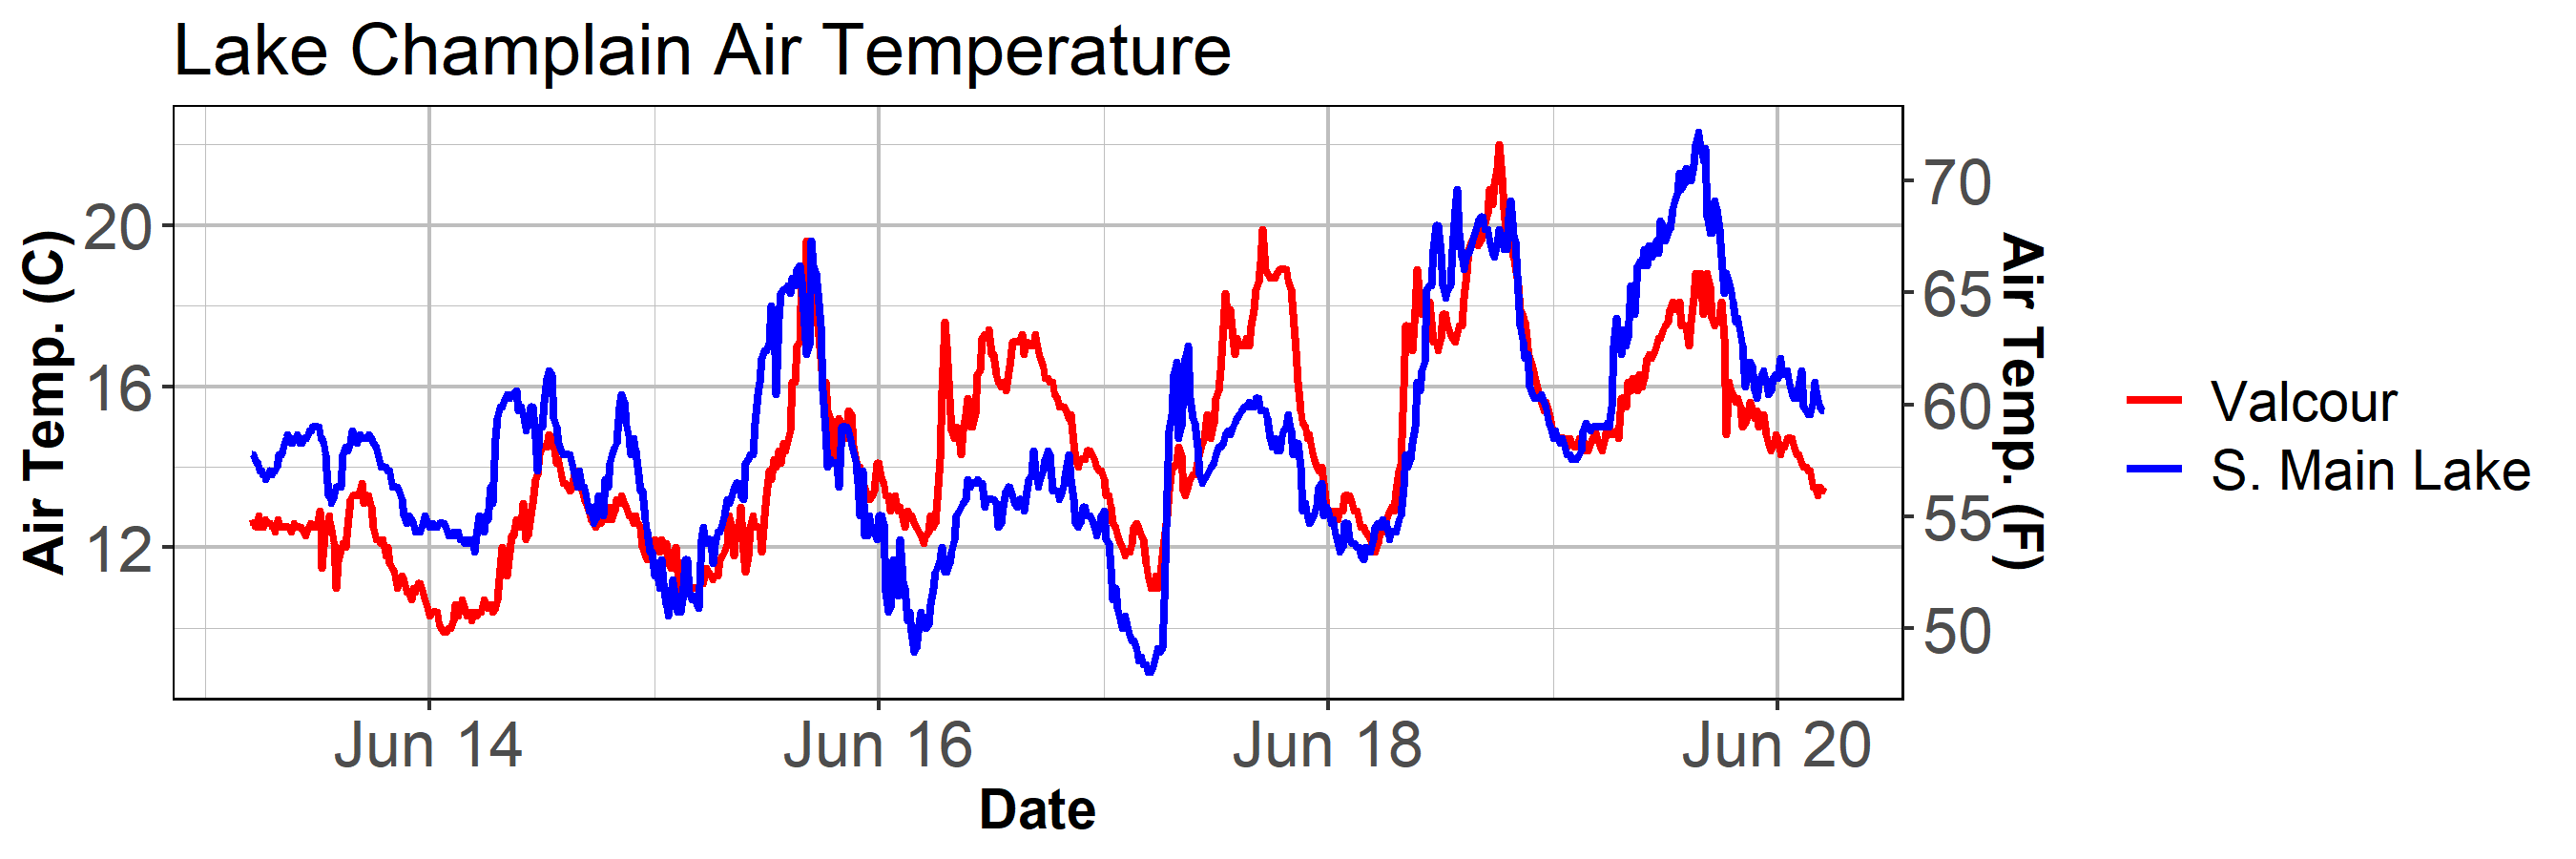 Lake Champlain Air Temperature
Air Temp. (C)
20
16
12
70
65
60
55
50
Air Temp. (F)
Jun 14
Jun 16
Jun 18
Jun 20
Date
Valcour
S. Main Lake